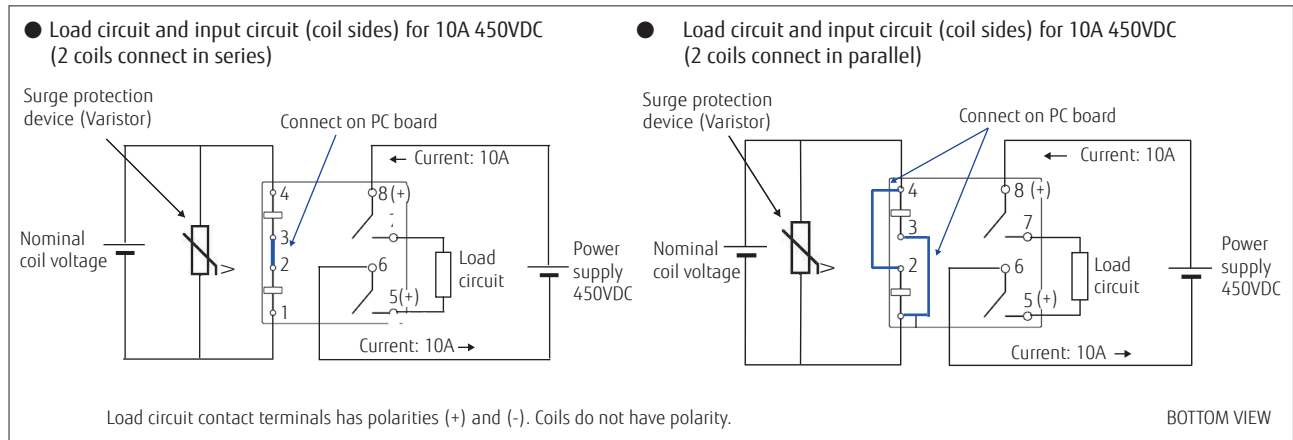 ● Load circuit and input circuit (coil sides) for 10A 450VDC
(2 coils connect in series)
Surge protection
device (Varistor)
Connect on PC board
← Current: 10A
4
8 (+)
3
Nominal
coil voltage
2
6
Load
circuit
Power
supply
450VDC
5(+)
1
Current: 10A →
● Load circuit and input circuit (coil sides) for 10A 450VDC
(2 coils connect in parallel)
Surge protection
device (Varistor)
Connect on PC board
← Current: 10A
4
8 (+)
3
7
Nominal
coil voltage
2
6
Load
circuit
Power
supply
450VDC
5 (+)
Current: 10A →
Load circuit contact terminals has polarities (+) and (-). Coils do not have polarity.
BOTTOM VIEW